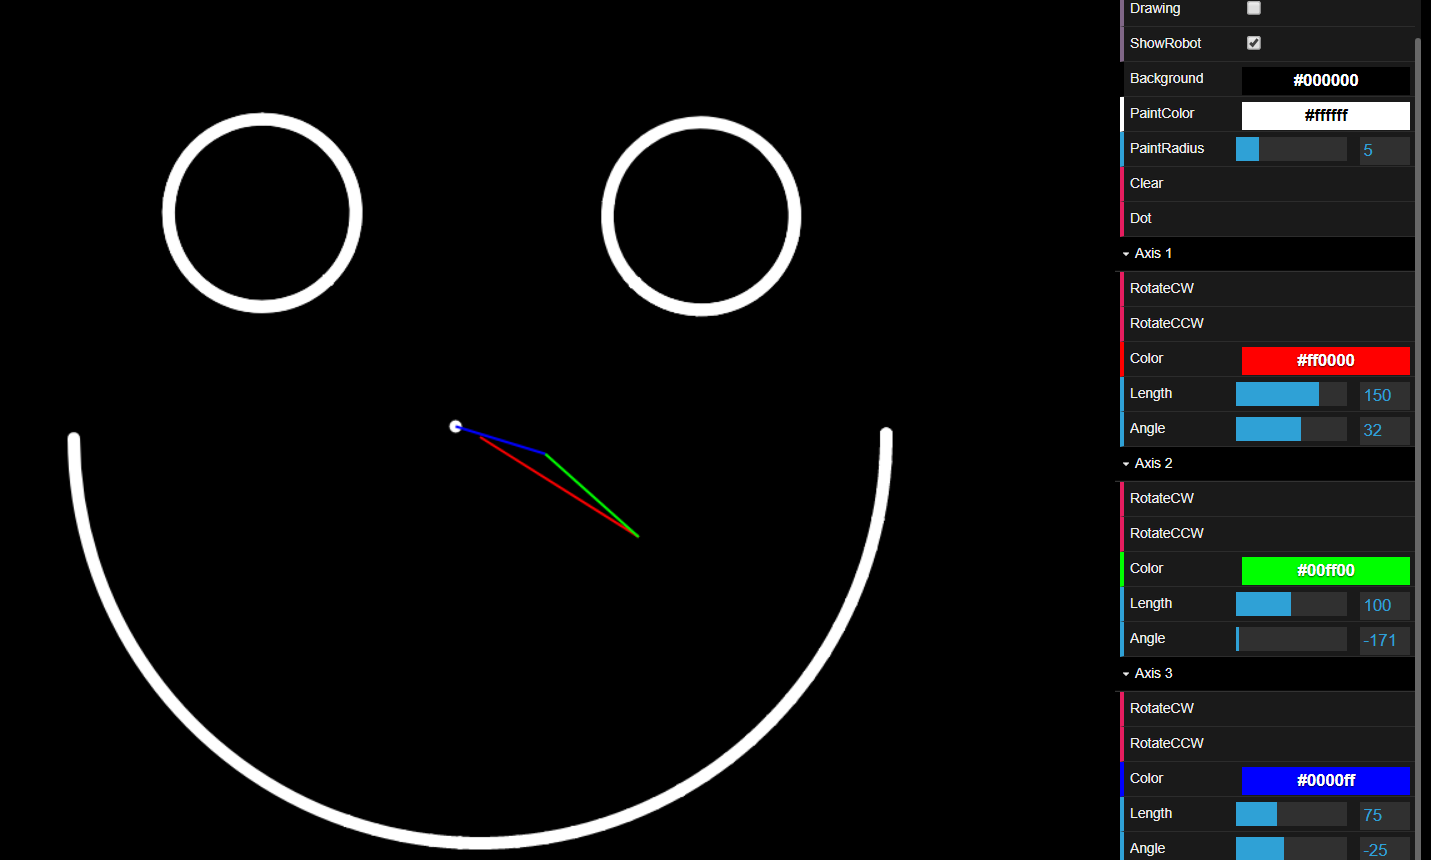 Drawing
ShowRobot
Background #000000
PaintColor #ffffff
PaintRadius 5
Clear
Dot
Axis 1
RotateCW
RotateCCW
Color #ff0000
Length 150
Angle 32
Axis 2
RotateCW
RotateCCW
Color #00ff00
Length 100
Angle -171
Axis 3
RotateCW
RotateCCW
Color #0000ff
Length 75
Angle -25